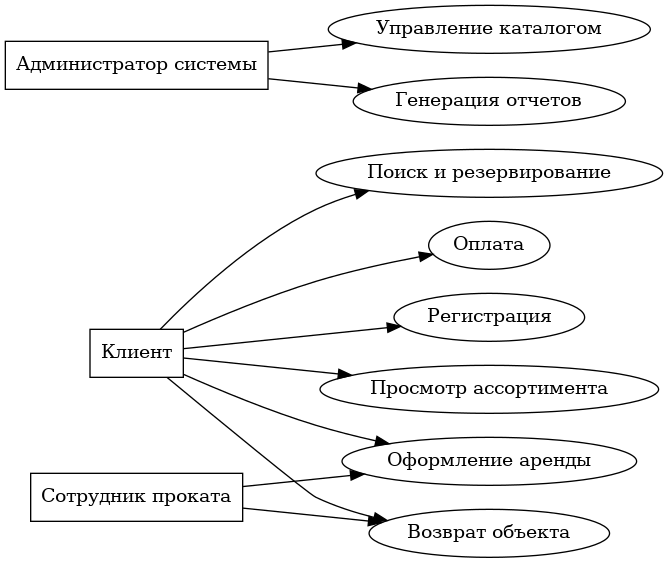 Управление каталогом
Администратор системы
Генерация отчетов
Поиск и резервирование
Оплата
Регистрация
Клиент
Просмотр ассортимента
Оформление аренды
Сотрудник проката
Возврат объекта